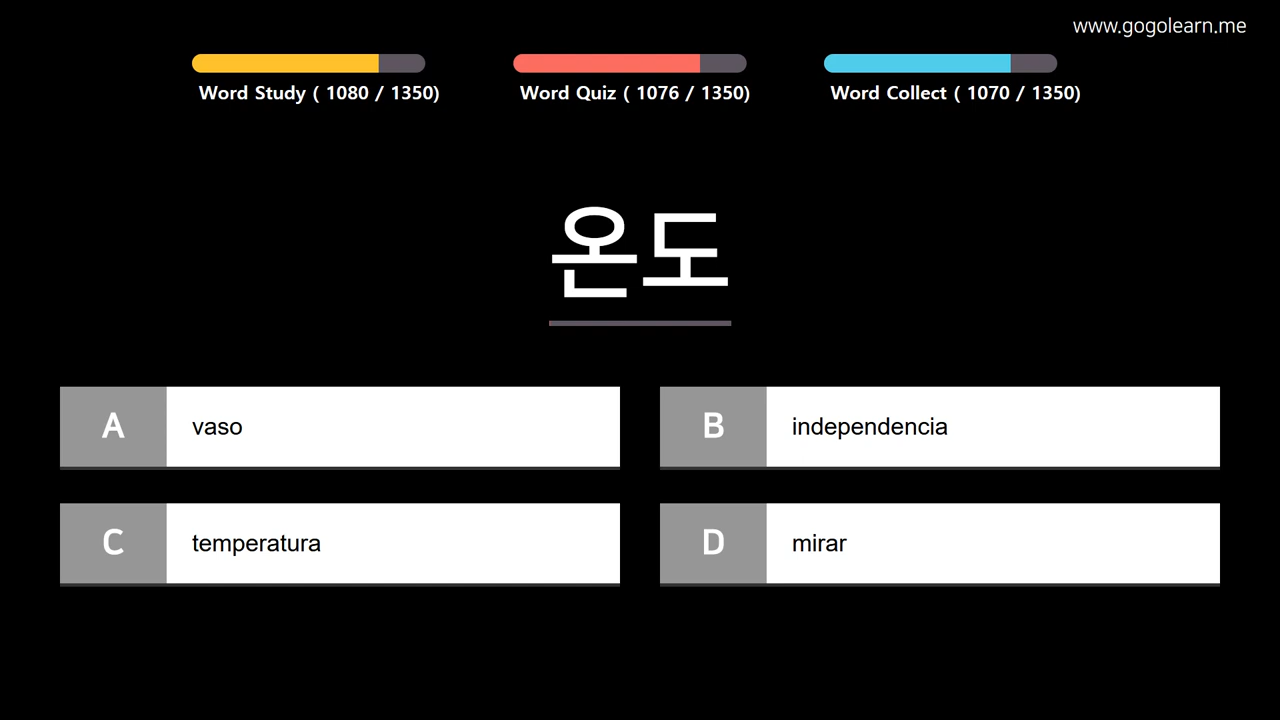 www.gogolearn.me
Word Study ( 1080 / 1350)
Word Quiz ( 1076 / 1350)
Word Collect ( 1070 / 1350)
온도
A
vaso
B
independencia
C
temperatura
D
mirar